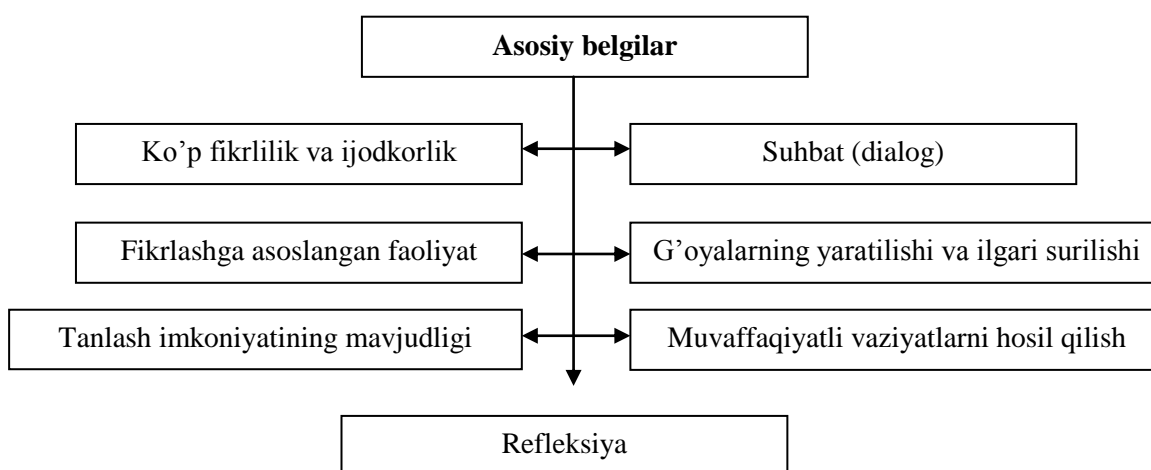 Asosiy belgilar
Ko’p fikrlilik va ijodkorlik
Suhbat (dialog)
Fikrlashga asoslangan faoliyat
G’oyalarning yaratilishi va ilgari surilishi
Tanlash imkoniyatining mavjudligi
Muvaffaqiyatli vaziyatlarni hosil qilish
Refleksiya